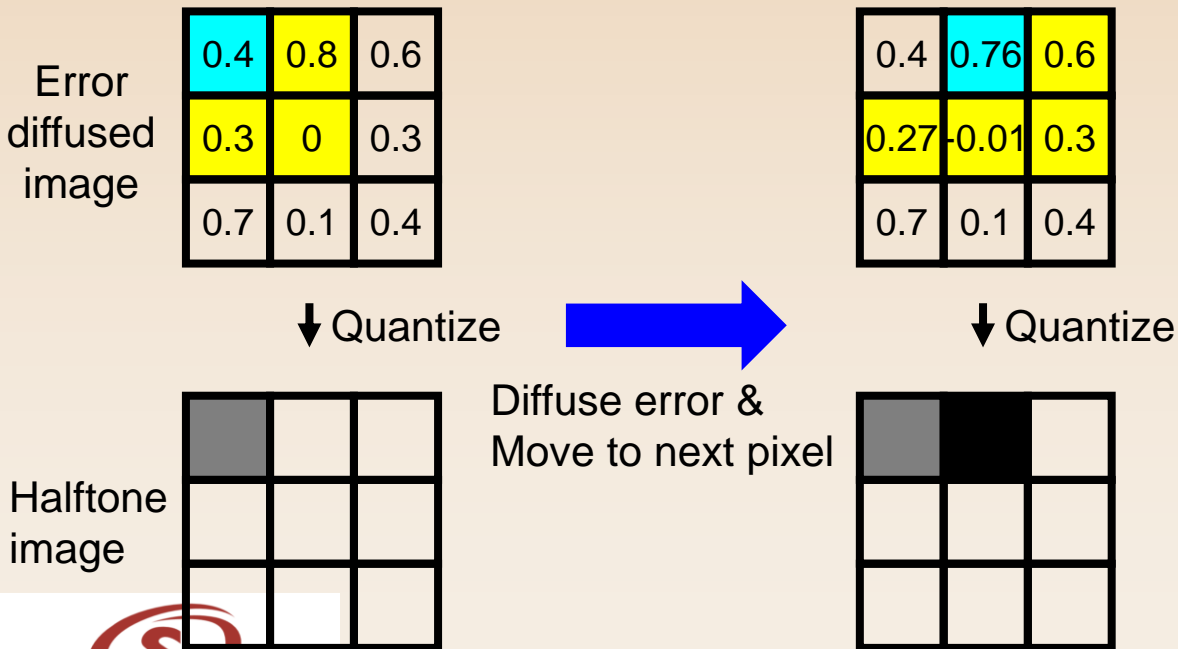 Error
diffused
image
0.4 0.8 0.6
0.3 0 0.3
0.7 0.1 0.4
0.4 0.76 0.6
0.27 -0.01 0.3
0.7 0.1 0.4
Quantize
Diffuse error &
Move to next pixel
Quantize
Halftone
image